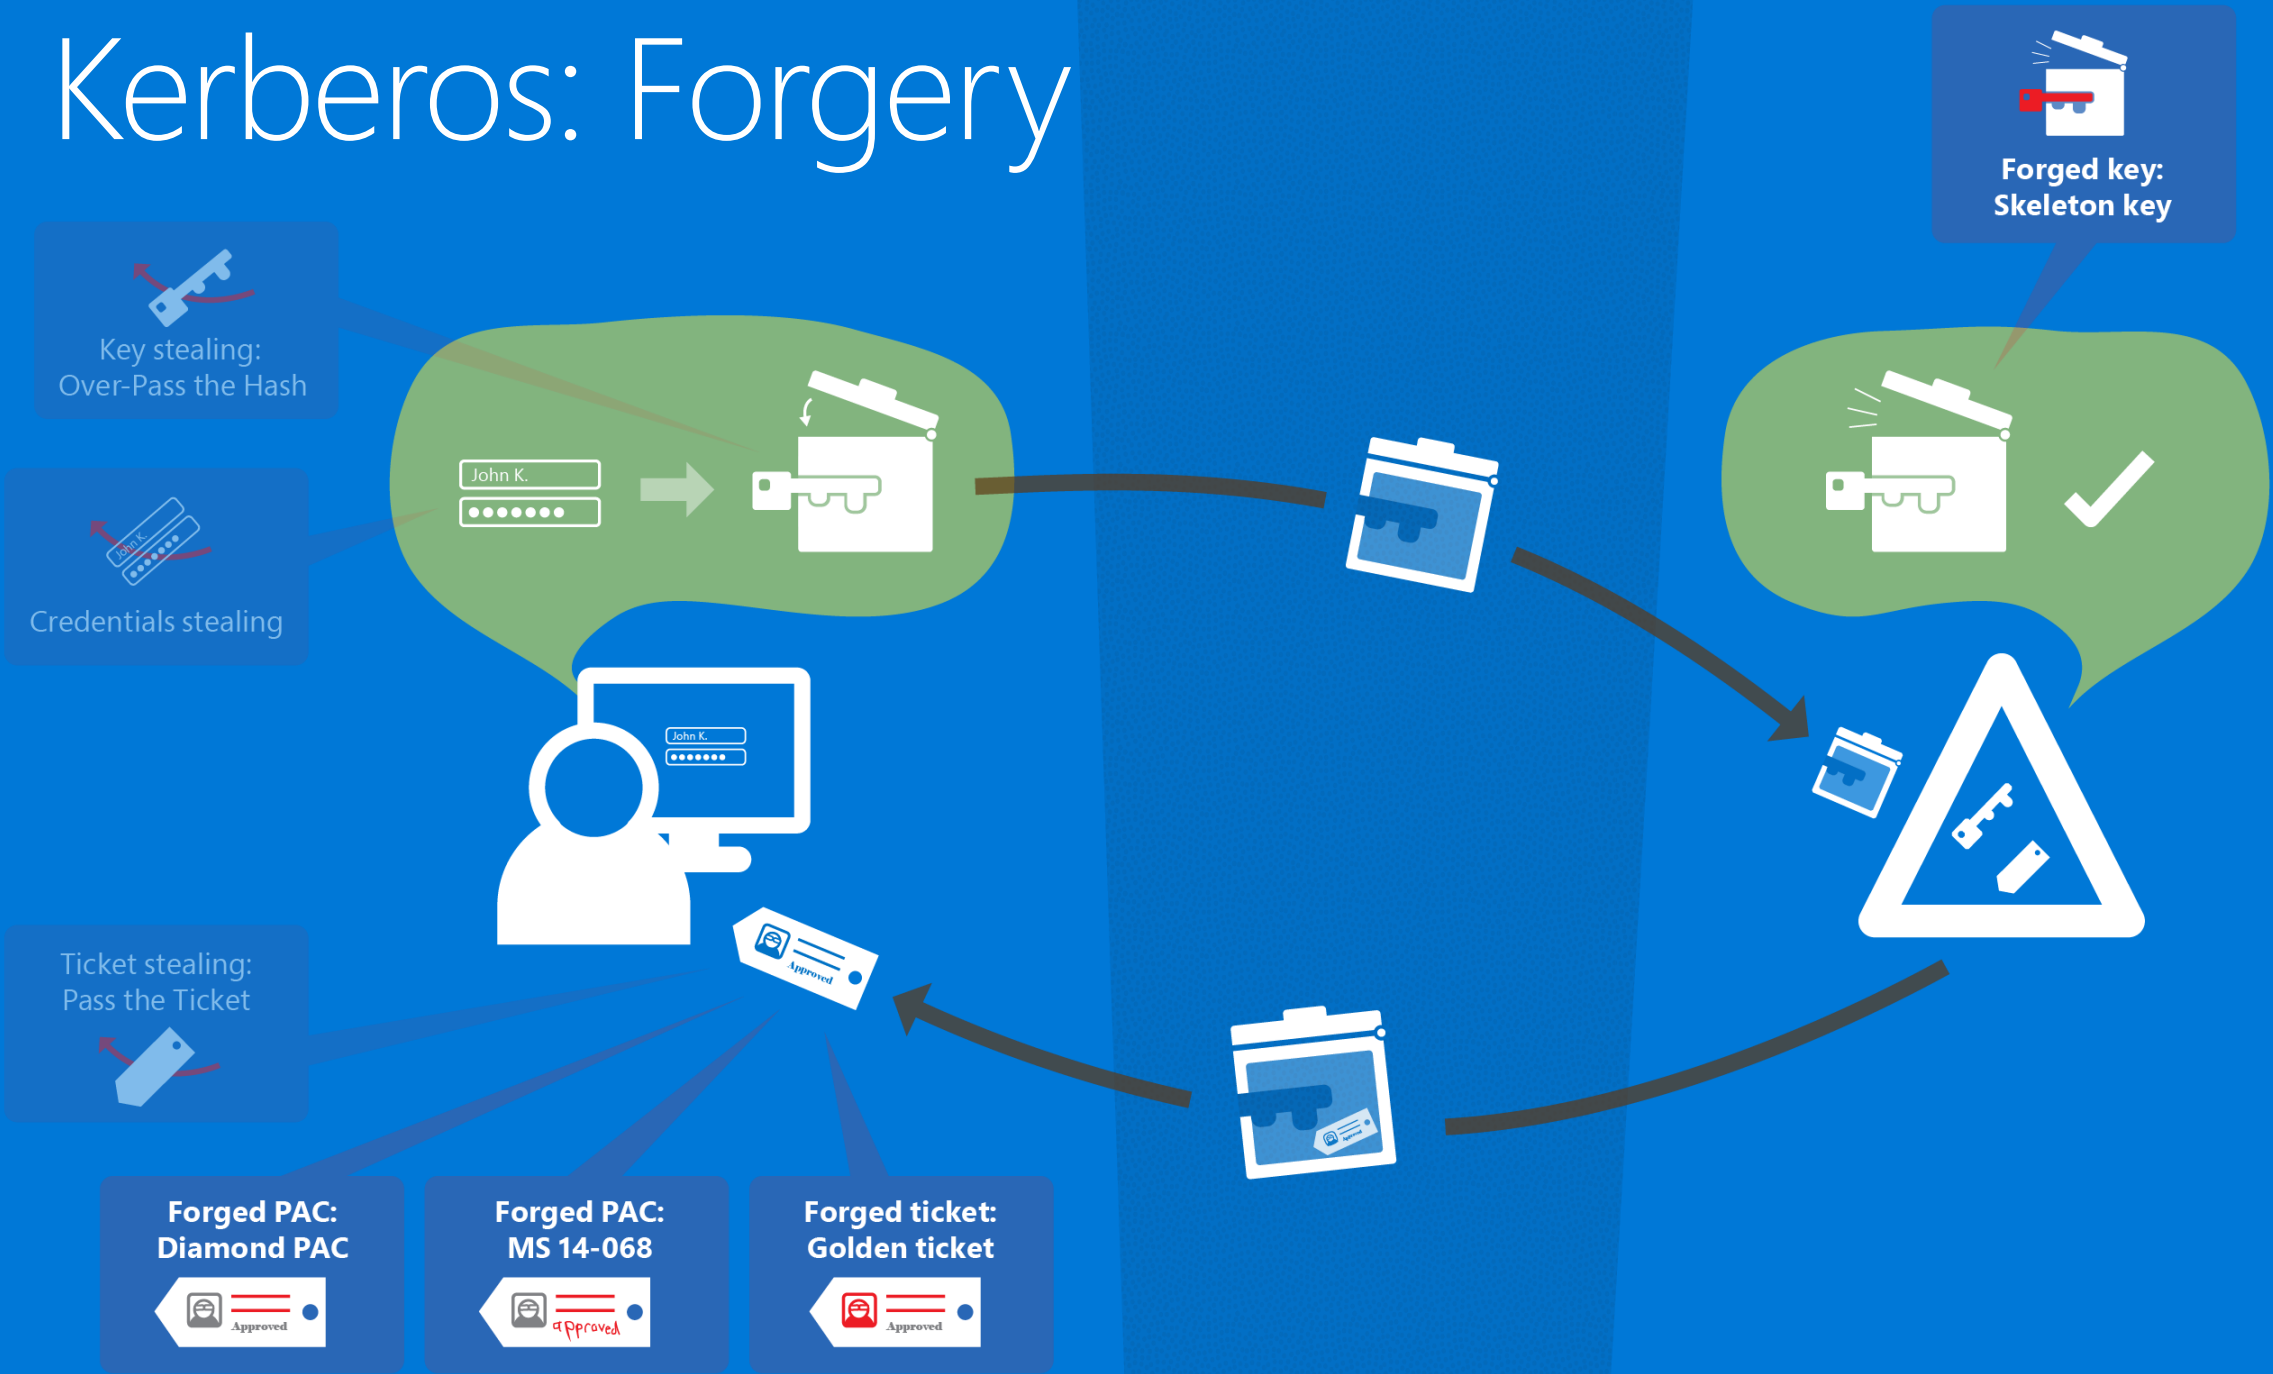 Kerberos: Forgery
Forged key:
Skeleton key
Key stealing:
Over-Pass the Hash
John K.
John K.
Credentials stealing
John K.
Ticket stealing:
Pass the Ticket
Approved
Approved
Forged PAC:
Diamond PAC
Approved
Forged PAC:
MS 14-068
approved
Forged ticket:
Golden ticket
Approved